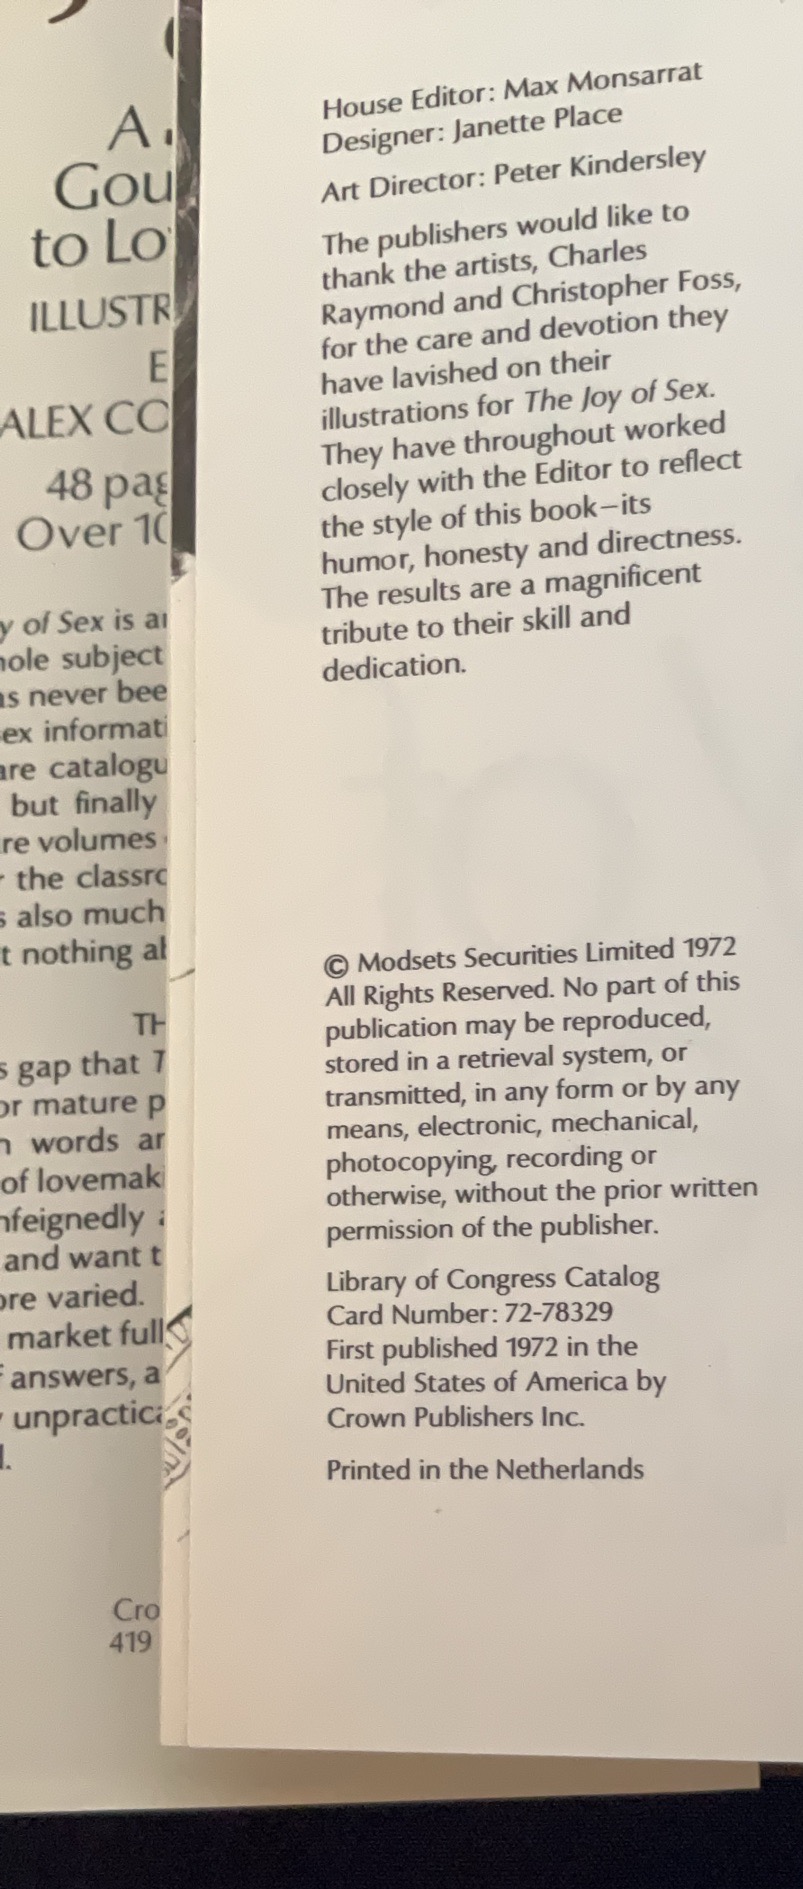 A
Gou
to Lo
ILLUSTR
E
ALEX CO
48 pag
Over 10
y of Sex is
hole subject
as never bee
sex informati
are catalogu
but finally
re volumes
the classro
s also much
t nothing
TH
s gap that T
or mature p
n words ar
of lovemak
nfeignedly
and want t
ore varied.
market full
answers, a
unpractica
l.
Cro
419
House Editor: Max Monsarrat
Designer: Janette Place
Art Director: Peter Kindersley
The publishers would like to
thank the artists, Charles
Raymond and Christopher Foss,
for the care and devotion they
have lavished on their
illustrations for The Joy of Sex.
They have throughout worked
closely with the Editor to reflect
the style of this book—its
humor, honesty and directness.
The results are a magnificent
tribute to their skill and
dedication.
© Modsets Securities Limited 1972
All Rights Reserved. No part of this
publication may be reproduced,
stored in a retrieval system, or
transmitted, in any form or by any
means, electronic, mechanical,
photocopying, recording or
otherwise, without the prior written
permission of the publisher.
Library of Congress Catalog
Card Number: 72-78329
First published 1972 in the
United States of America by
Crown Publishers Inc.
Printed in the Netherlands